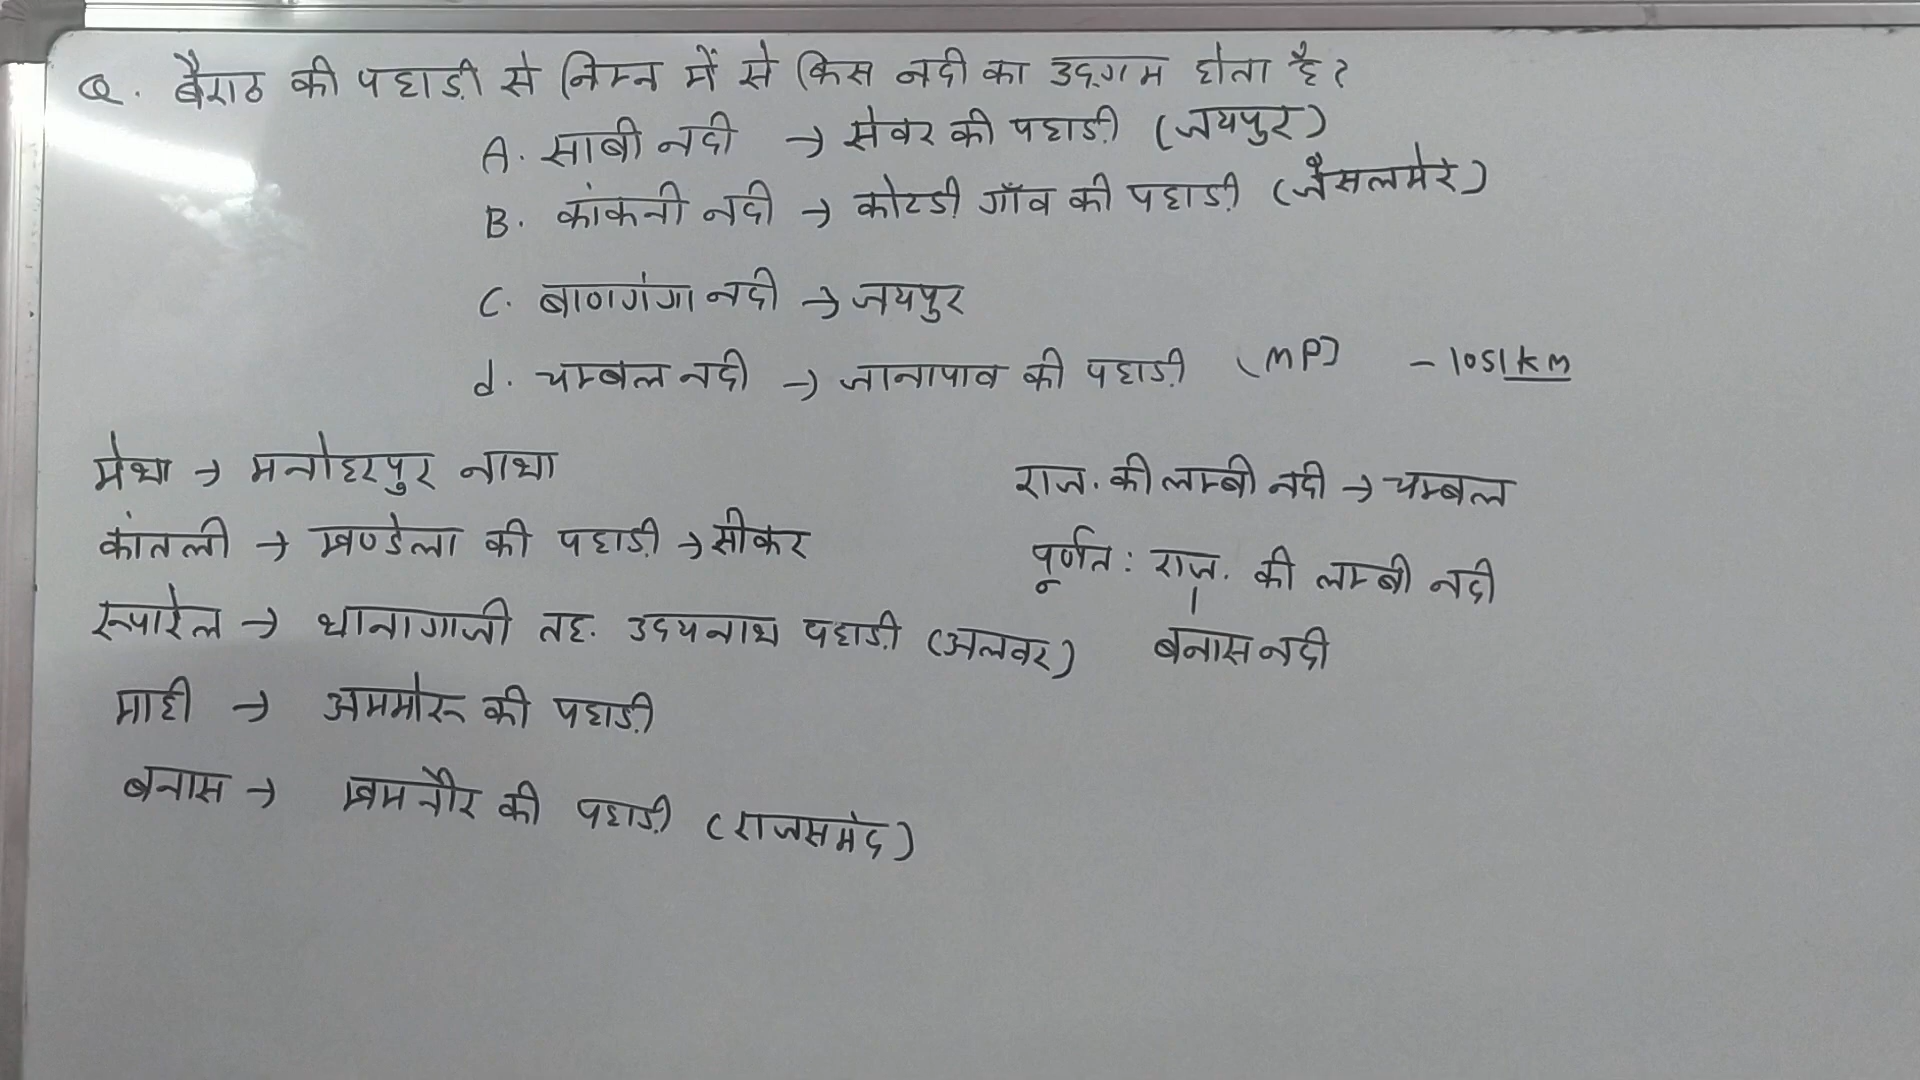 Q. बैराठ की पहाड़ी से निम्न में से किस नदी का उद्गम होता है?
A. साबी नदी → सेवर की पहाड़ी (जयपुर)
B. कांकनी नदी → कोटड़ी गाँव की पहाड़ी (जैसलमेर)
C. बाणगंगा नदी → जयपुर
d. चम्बल नदी → जानापाव की पहाड़ी (MP) - 1051 km
मेंथा → मनोहरपुर नाथा
कांतली → खण्डेला की पहाड़ी → सीकर
रूपारेल → थानागाजी तह. उदयनाथ पहाड़ी (अलवर)
माही → अममोरू की पहाड़ी
बनास → खमनौर की पहाड़ी (राजसमंद)
राज. की लम्बी नदी → चम्बल
पूर्णत: राज. की लम्बी नदी
बनास नदी